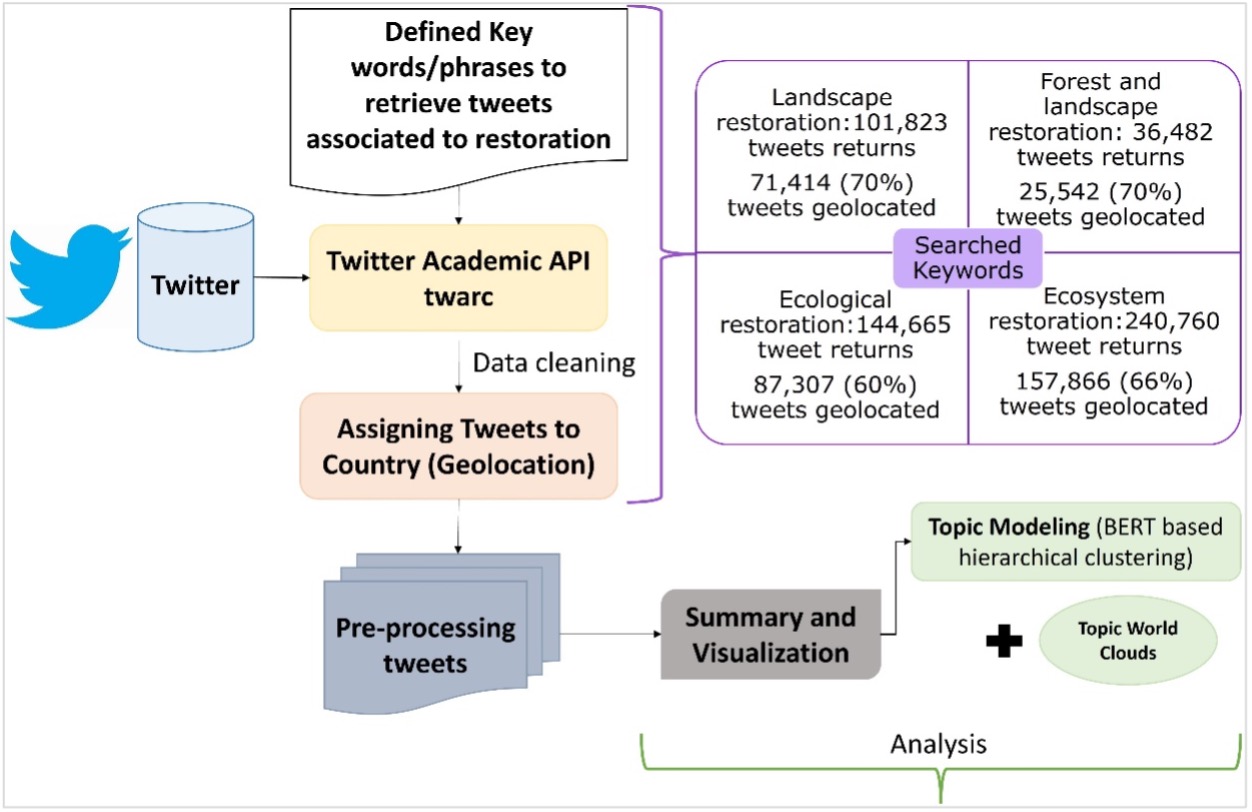 Defined Key
words/phrases to
retrieve tweets
associated to restoration
Twitter
Twitter Academic API
twarc
Data cleaning
Assigning Tweets to
Country (Geolocation)
Pre-processing
tweets
Landscape
restoration:101,823
tweets returns
71,414 (70%)
tweets geolocated
Forest and
landscape
restoration: 36,482
tweets returns
25,542 (70%)
tweets geolocated
Searched
Keywords
Ecological
restoration:144,665
tweet returns
87,307 (60%)
tweets geolocated
Ecosystem
restoration:240,760
tweet returns
157,866 (66%)
tweets geolocated
Summary and
Visualization
Topic Modeling (BERT based
hierarchical clustering)
Topic World
Clouds
Analysis